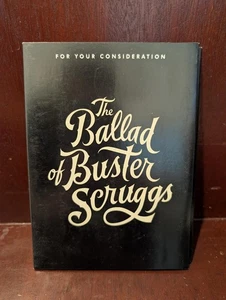 FOR YOUR CONSIDERATION
The
Ballad
of Buster
Scruggs